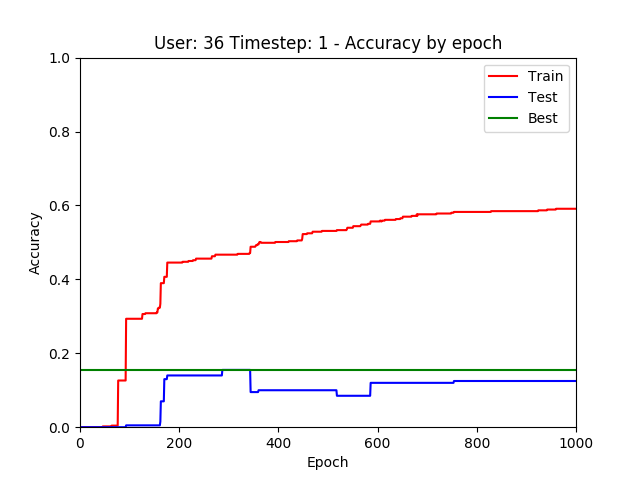 User: 36 Timestep: 1 - Accuracy by epoch
1.0
0.8
0.6
0.4
0.2
0.0
Accuracy
Train
Test
Best
0 200 400 600 800 1000
Epoch